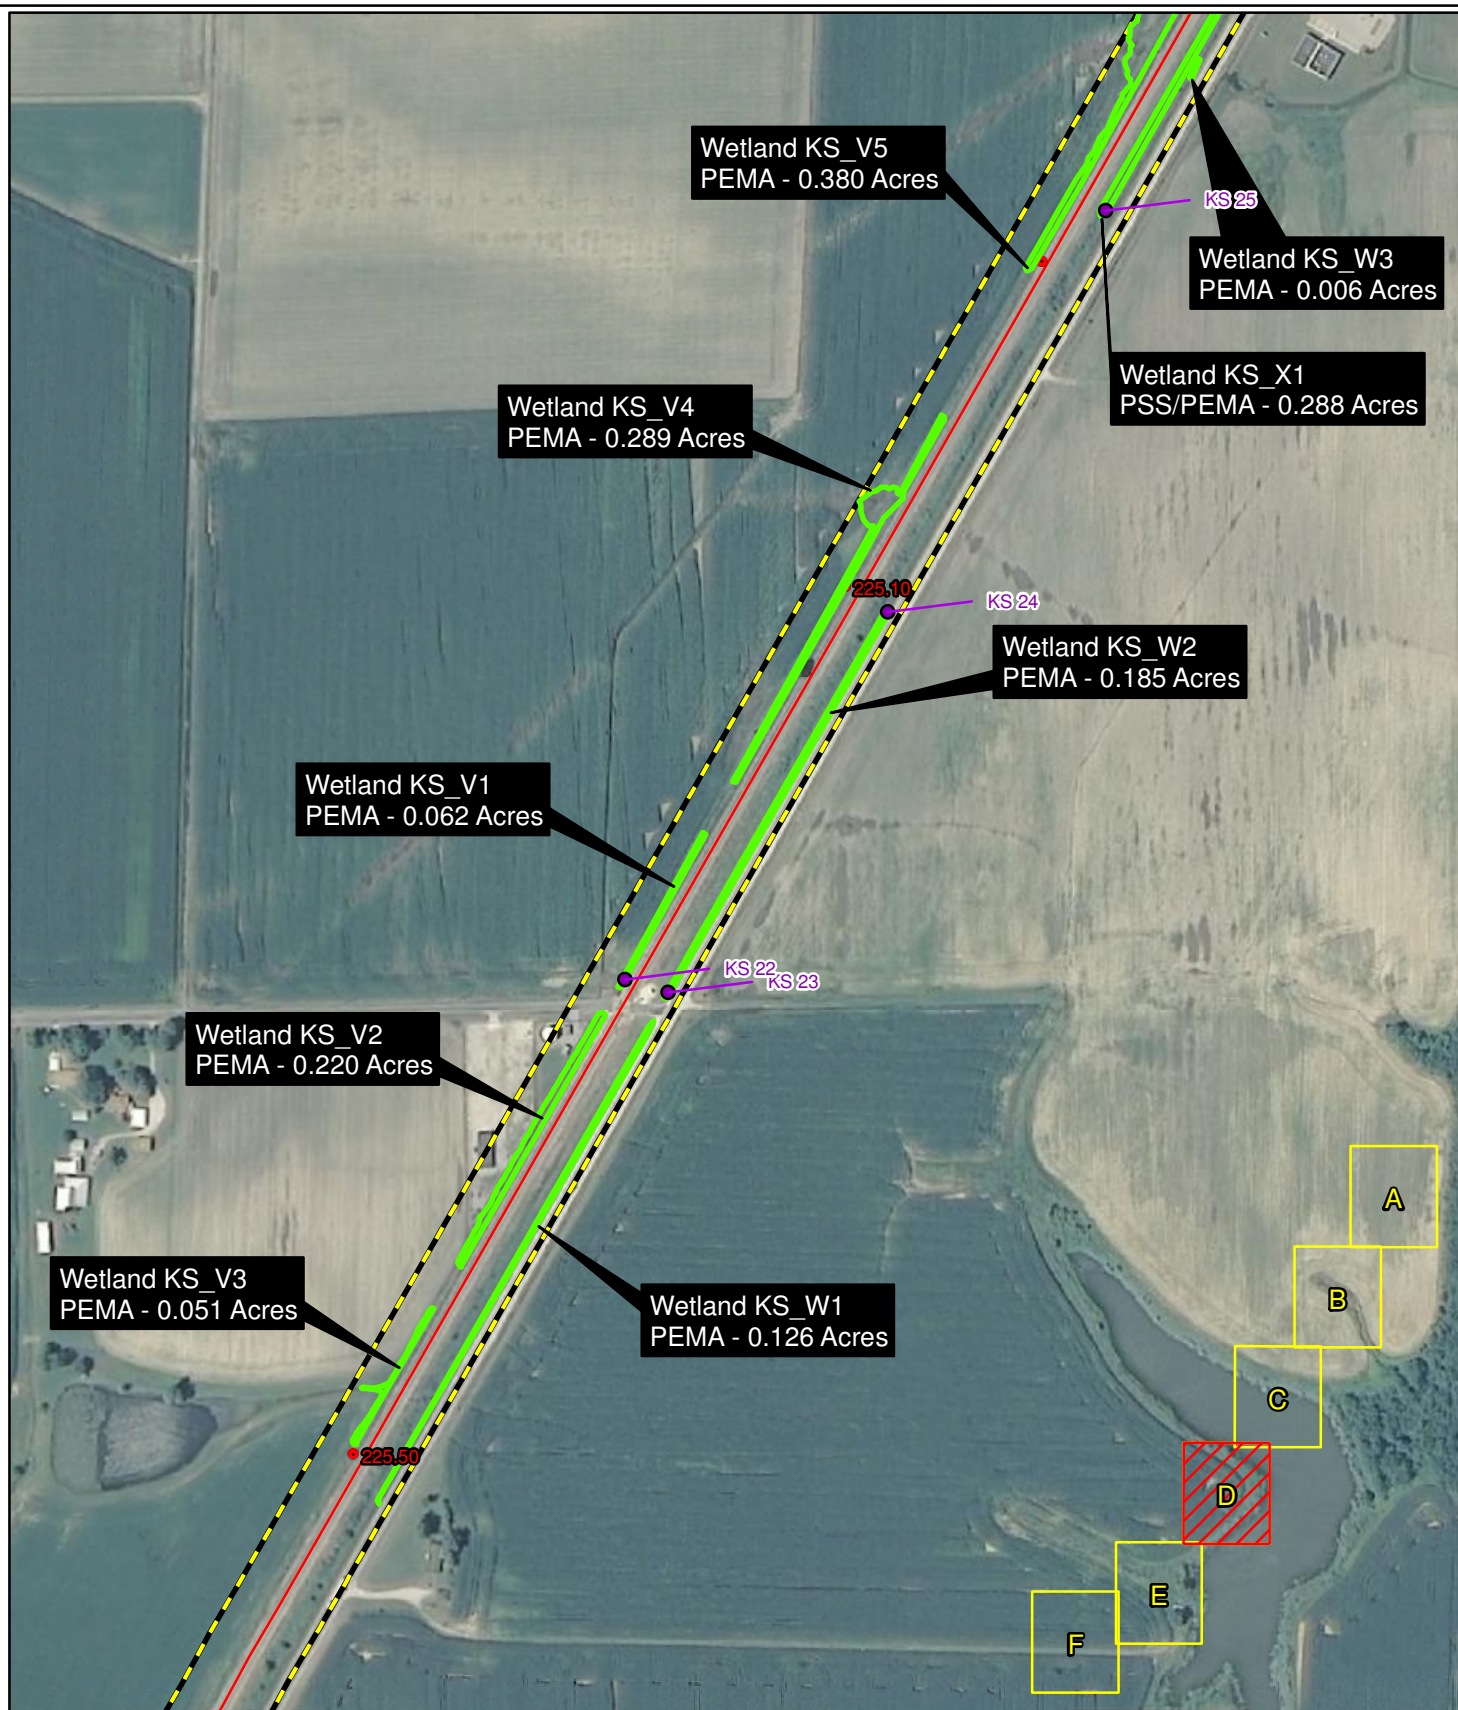 Wetland KS_V5
PEMA - 0.380 Acres
KS 25
Wetland KS_W3
PEMA - 0.006 Acres
Wetland KS_X1
PSS/PEMA - 0.288 Acres
Wetland KS_V4
PEMA - 0.289 Acres
225.10
KS 24
Wetland KS_W2
PEMA - 0.185 Acres
Wetland KS_V1
PEMA - 0.062 Acres
KS 22
KS 23
Wetland KS_V2
PEMA - 0.220 Acres
Wetland KS_V3
PEMA - 0.051 Acres
Wetland KS_W1
PEMA - 0.126 Acres
225.50
A
B
C
D
E
F